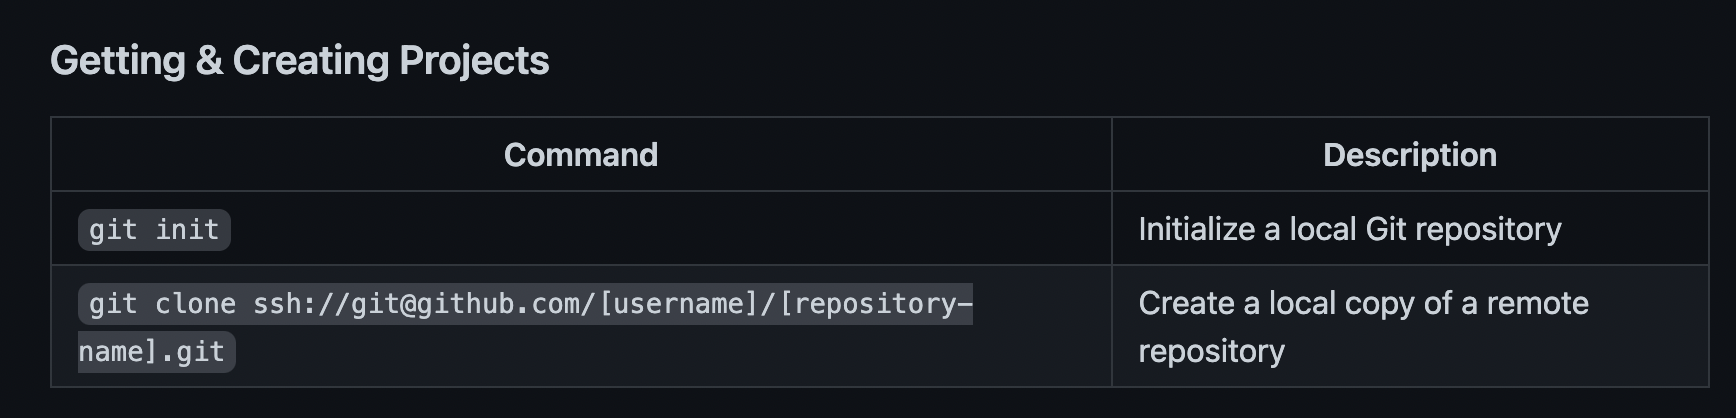 Getting & Creating Projects
Command
Description
git init
Initialize a local Git repository
git clone ssh://git@github.com/[username]/[repository-
name].git
Create a local copy of a remote
repository